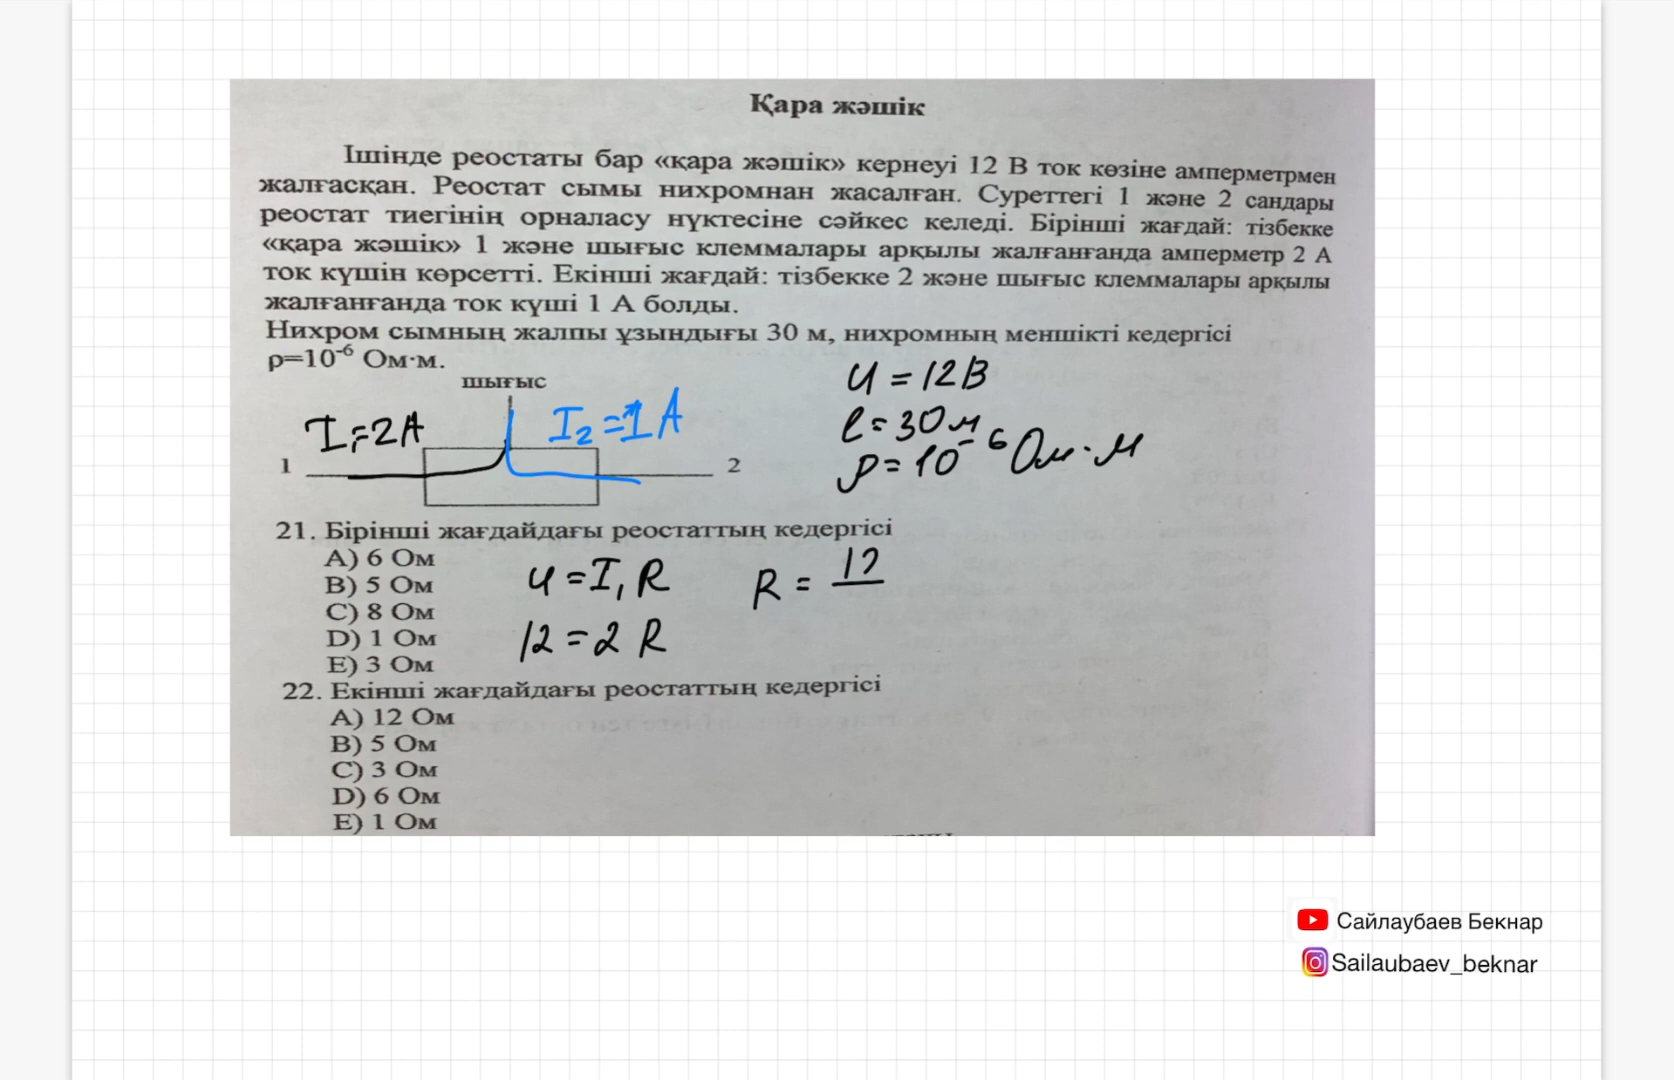 Қара жәшік
Ішінде реостаты бар «қара жәшік» кернеуі 12 В ток көзіне амперметрмен
жалғасқан. Реостат сымы нихромнан жасалған. Суреттегі 1 және 2 сандары
реостат тиегінің орналасу нүктесіне сәйкес келеді. Бірінші жағдай: тізбекке
«қара жәшік» 1 және шығыс клеммалары арқылы жалғанғанда амперметр 2 А
ток күшін көрсетті. Екінші жағдай: тізбекке 2 және шығыс клеммалары арқылы
жалғанғанда ток күші 1 А болды.
Нихром сымның жалпы ұзындығы 30 м, нихромның меншікті кедергісі
ρ=10⁻⁶ Ом·м.
шығыс
I₁=2A
I₂=1A
1
2
U = 12В
ℓ = 30м
ρ = 10⁻⁶ Ом·м
21. Бірінші жағдайдағы реостаттың кедергісі
A) 6 Ом
B) 5 Ом
C) 8 Ом
D) 1 Ом
E) 3 Ом
U = I₁ R
R = 12
12 = 2 R
22. Екінші жағдайдағы реостаттың кедергісі
A) 12 Ом
B) 5 Ом
C) 3 Ом
D) 6 Ом
E) 1 Ом
Сайлаубаев Бекнар
Sailaubaev_beknar